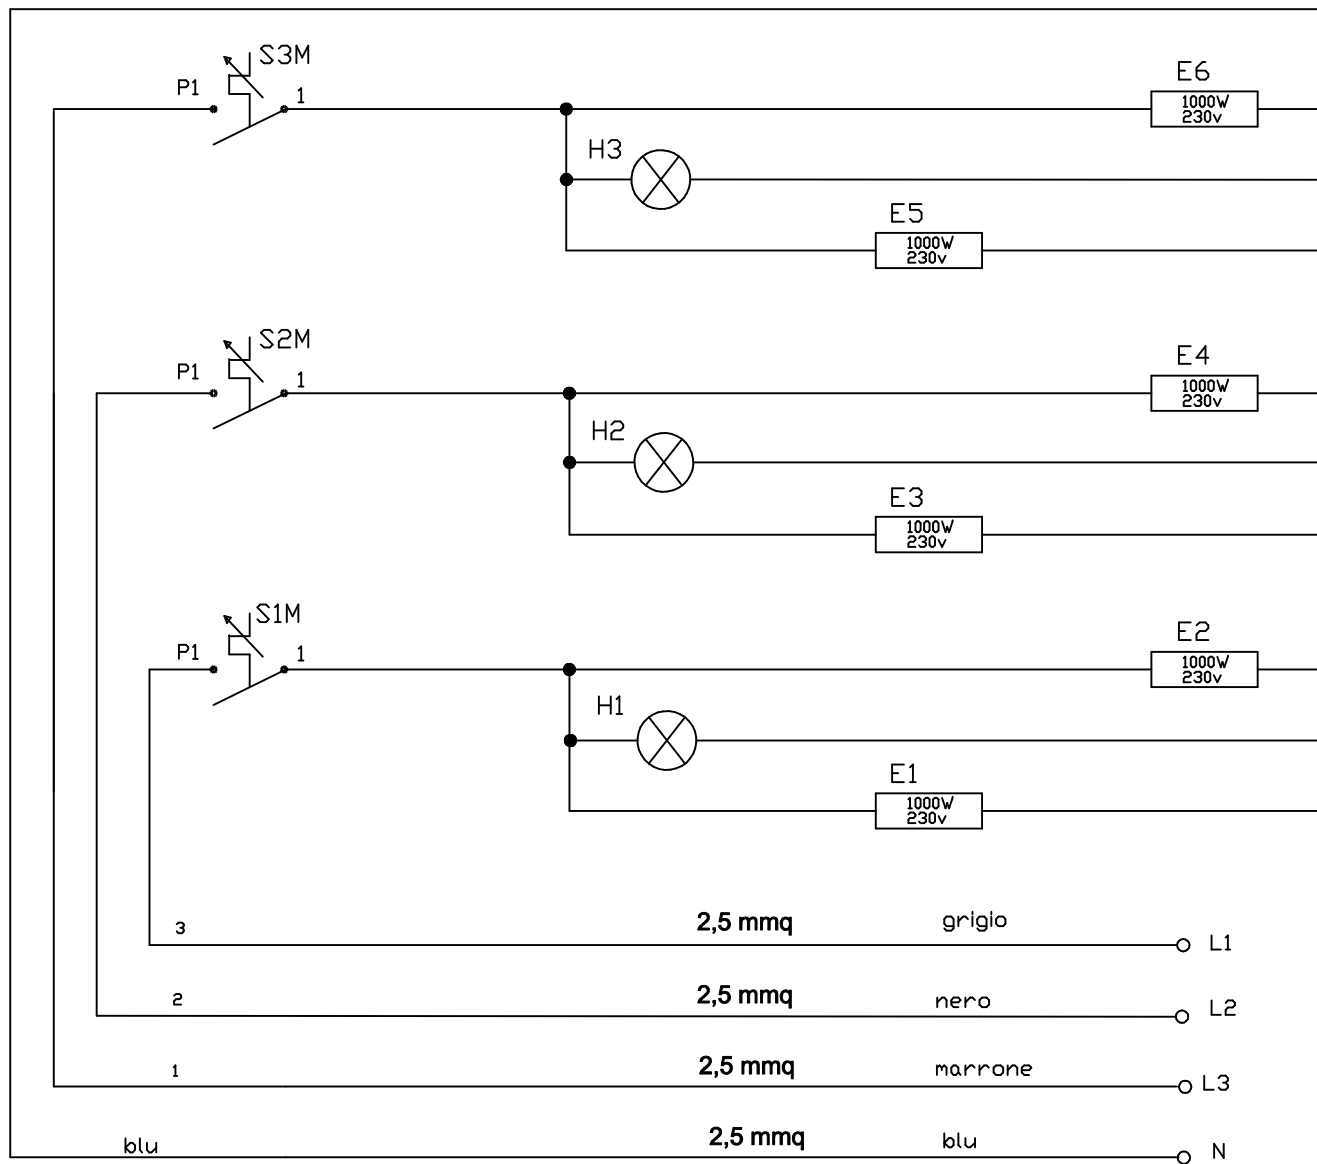 S3M
E6
P1
1
1000W
230v
H3
E5
1000W
230v
S2M
E4
P1
1
1000W
230v
H2
E3
1000W
230v
S1M
E2
P1
1
1000W
230v
H1
E1
1000W
230v
3 2,5 mmq grigio L1
2 2,5 mmq nero L2
1 2,5 mmq marrone L3
blu 2,5 mmq blu N